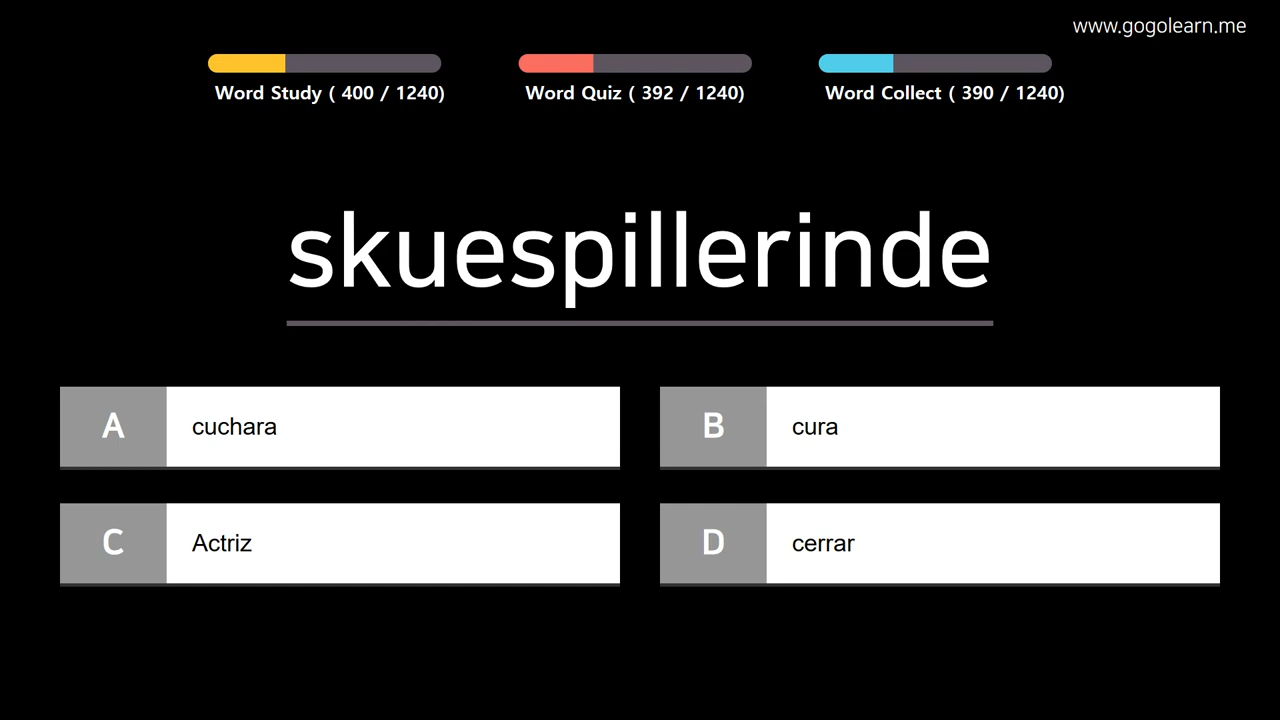 www.gogolearn.me
Word Study ( 400 / 1240)
Word Quiz ( 392 / 1240)
Word Collect ( 390 / 1240)
skuespillerinde
A cuchara
B cura
C Actriz
D cerrar